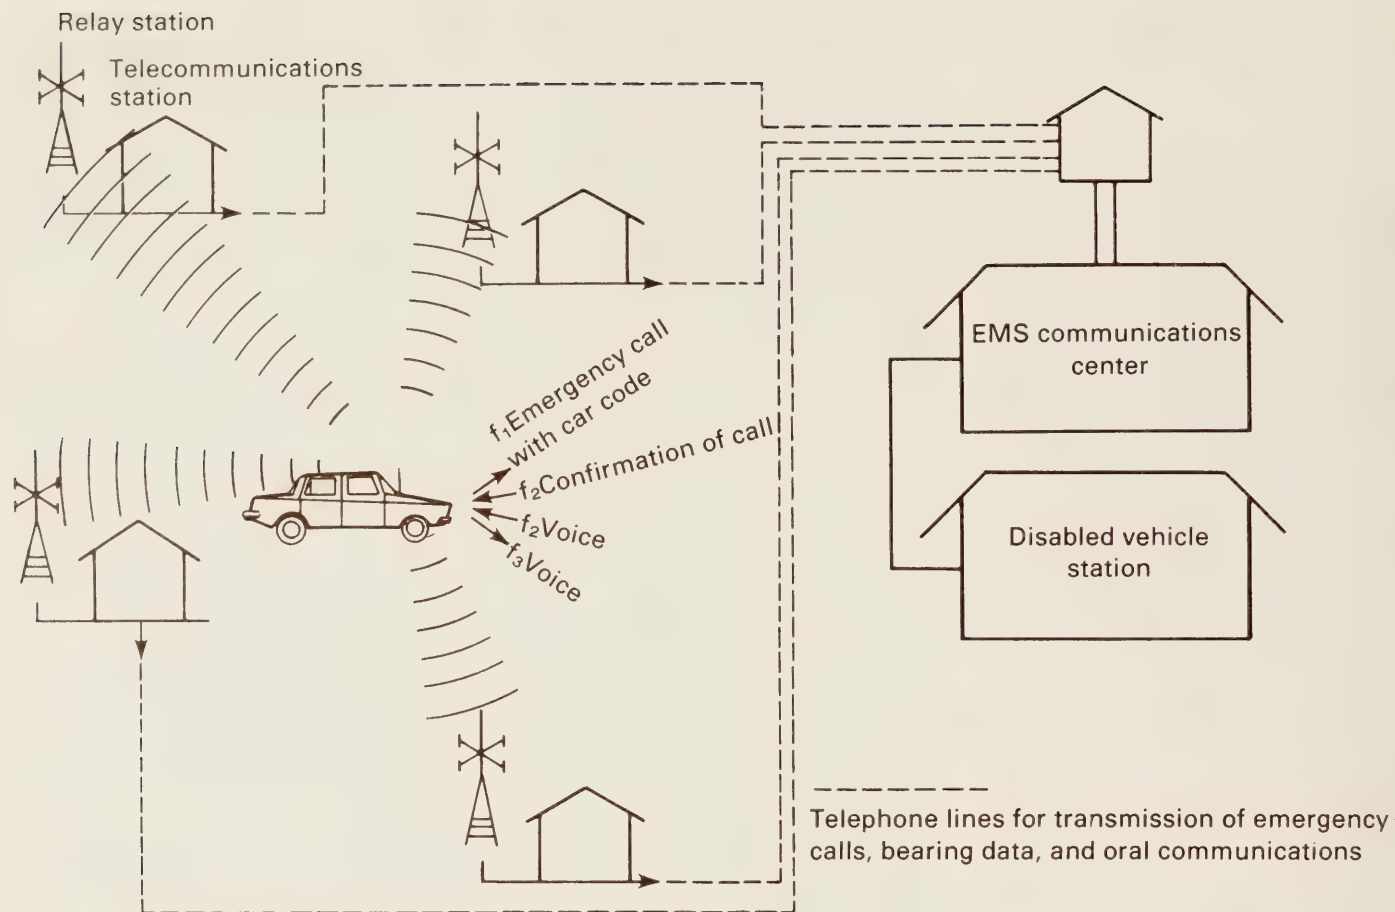 Relay station
Telecommunications
station
EMS communications
center
f₁Emergency call
with car code
f₂Confirmation of call
f₂Voice
f₃Voice
Disabled vehicle
station
Telephone lines for transmission of emergency
calls, bearing data, and oral communications